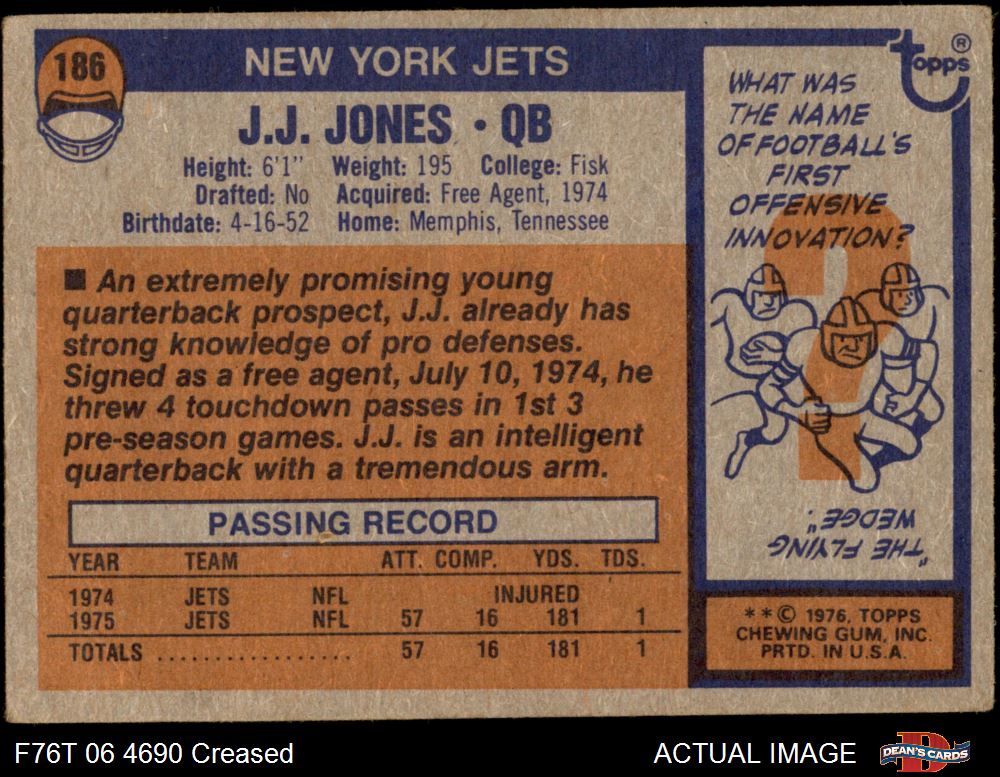 186
NEW YORK JETS
J.J. JONES · QB
Height: 6'1" Weight: 195 College: Fisk
Drafted: No Acquired: Free Agent, 1974
Birthdate: 4-16-52 Home: Memphis, Tennessee
■ An extremely promising young
quarterback prospect, J.J. already has
strong knowledge of pro defenses.
Signed as a free agent, July 10, 1974, he
threw 4 touchdown passes in 1st 3
pre-season games. J.J. is an intelligent
quarterback with a tremendous arm.
PASSING RECORD
YEAR TEAM ATT. COMP. YDS. TDS.
1974 JETS NFL INJURED
1975 JETS NFL 57 16 181 1
TOTALS .................. 57 16 181 1
topps ®
WHAT WAS
THE NAME
OF FOOTBALL'S
FIRST
OFFENSIVE
INNOVATION?
"THE FLYING
WEDGE".
**© 1976, TOPPS
CHEWING GUM, INC.
PRTD. IN U.S.A.
F76T 06 4690 Creased
ACTUAL IMAGE
DEAN'S CARDS